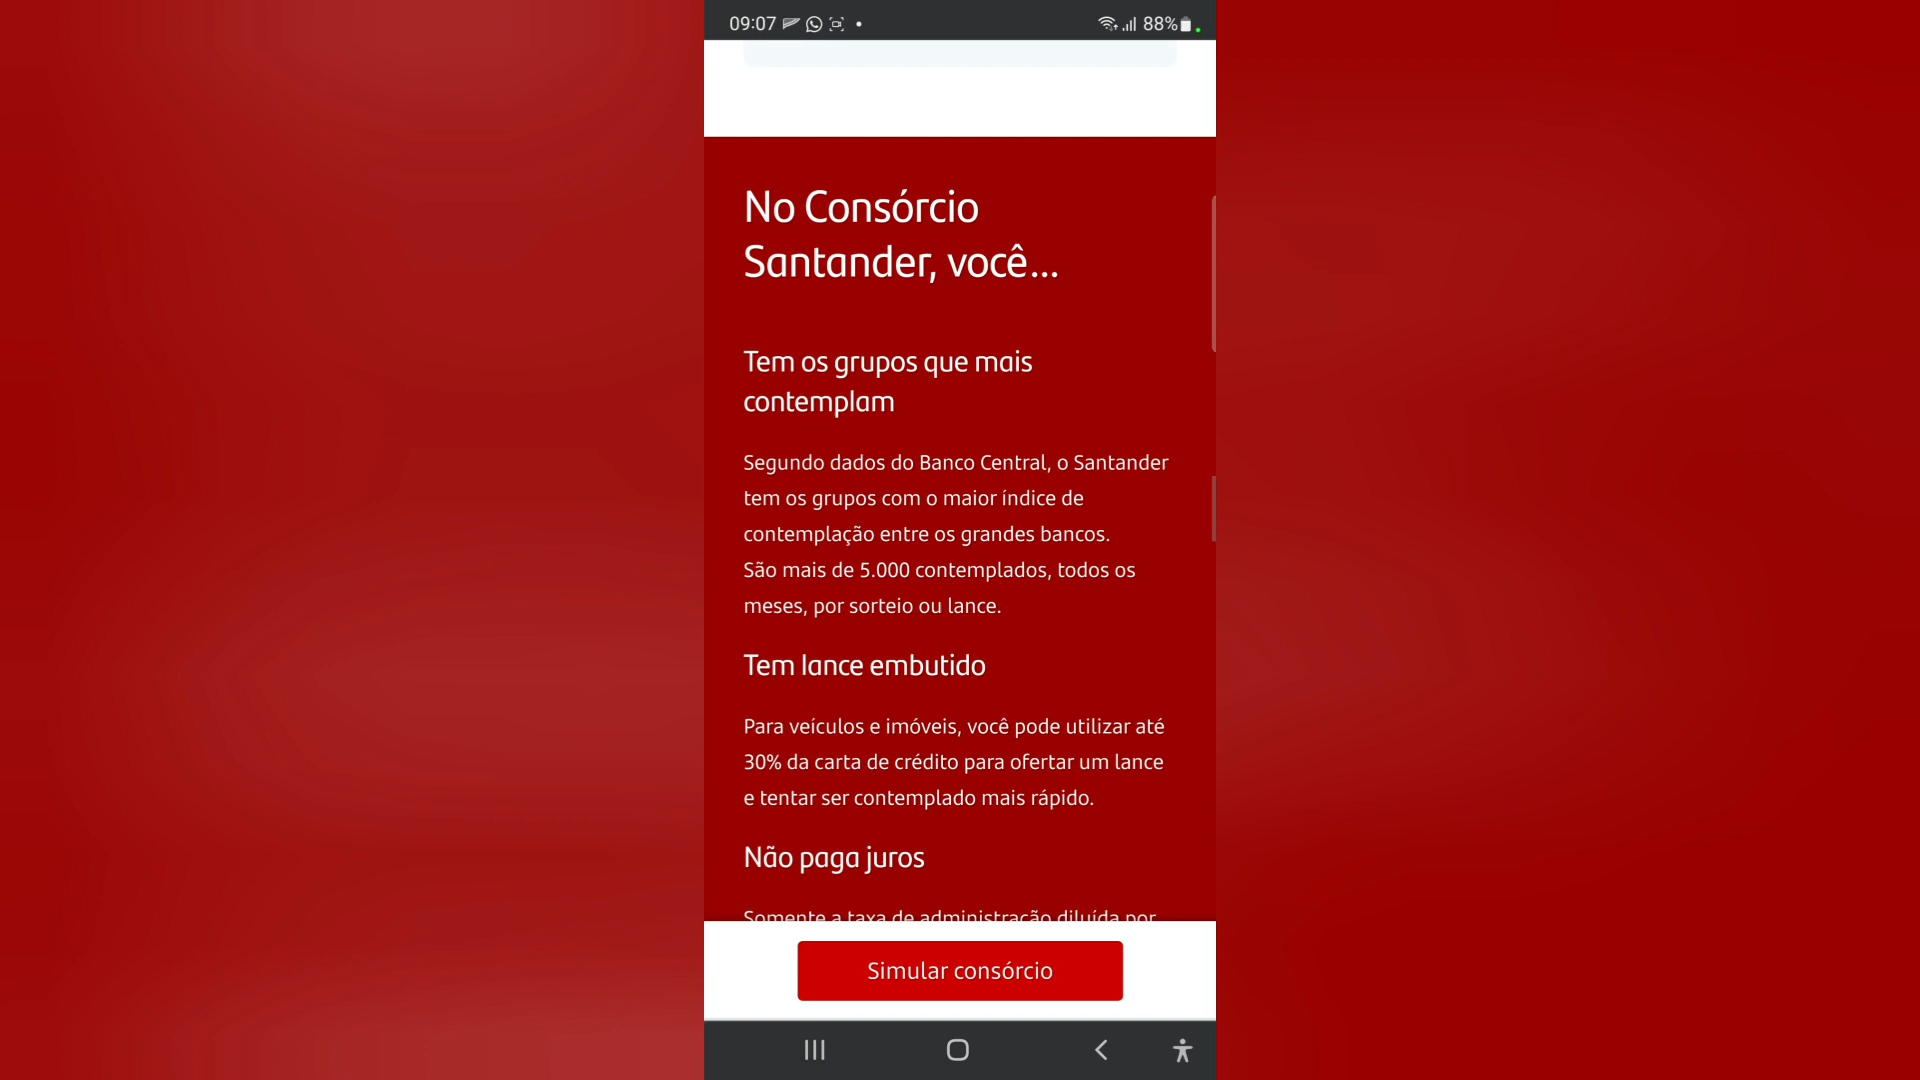 09:07
88%
No Consórcio
Santander, você...
Tem os grupos que mais
contemplam
Segundo dados do Banco Central, o Santander
tem os grupos com o maior índice de
contemplação entre os grandes bancos.
São mais de 5.000 contemplados, todos os
meses, por sorteio ou lance.
Tem lance embutido
Para veículos e imóveis, você pode utilizar até
30% da carta de crédito para ofertar um lance
e tentar ser contemplado mais rápido.
Não paga juros
Somente a taxa de administração diluída por
Simular consórcio